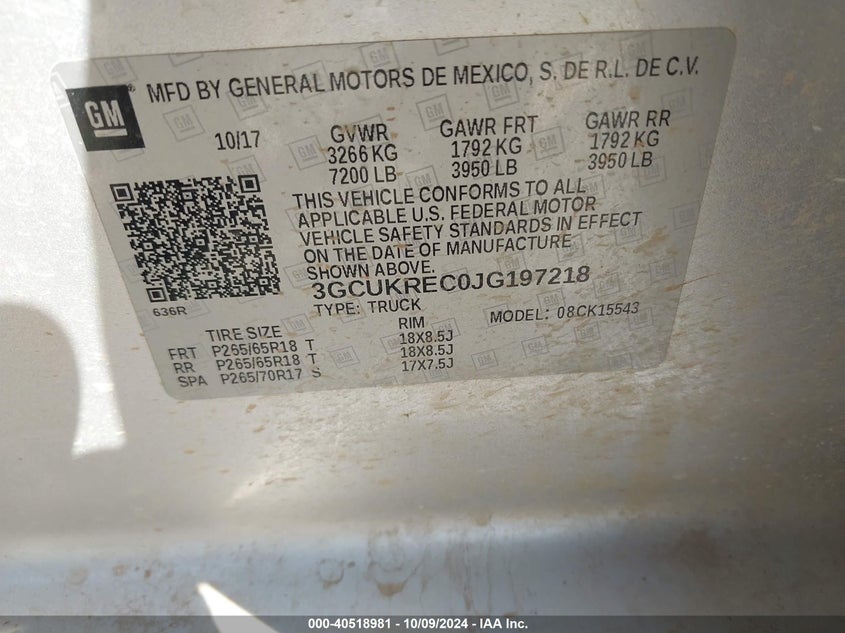 GM
MFD BY GENERAL MOTORS DE MEXICO, S. DE R.L. DE C.V.
10/17 GVWR GAWR FRT GAWR RR
3266 KG 1792 KG 1792 KG
7200 LB 3950 LB 3950 LB
THIS VEHICLE CONFORMS TO ALL
APPLICABLE U.S. FEDERAL MOTOR
VEHICLE SAFETY STANDARDS IN EFFECT
ON THE DATE OF MANUFACTURE
SHOWN ABOVE.
3GCUKREC0JG197218
636R TYPE: TRUCK MODEL: 08CK15543
TIRE SIZE RIM
FRT P265/65R18 T 18X8.5J
RR P265/65R18 T 18X8.5J
SPA P265/70R17 S 17X7.5J
000-40518981 - 10/09/2024 - IAA Inc.